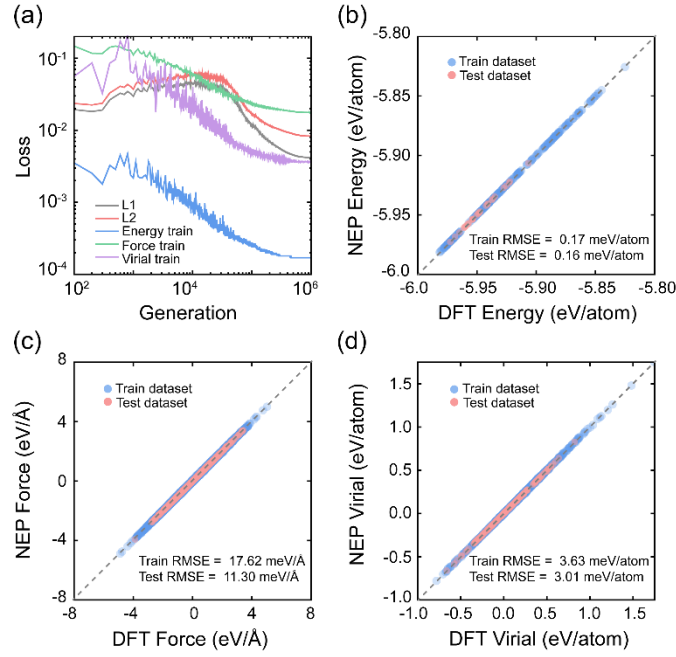 (a)
Loss
10⁻¹
10⁻²
10⁻³
10⁻⁴
L1
L2
Energy train
Force train
Virial train
10² 10⁴ 10⁶
Generation
(b)
NEP Energy (eV/atom)
-5.80
-5.85
-5.90
-5.95
-6.0
Train dataset
Test dataset
Train RMSE = 0.17 meV/atom
Test RMSE = 0.16 meV/atom
-6.0 -5.95 -5.90 -5.85 -5.80
DFT Energy (eV/atom)
(c)
NEP Force (eV/Å)
8
4
0
-4
-8
Train dataset
Test dataset
Train RMSE = 17.62 meV/Å
Test RMSE = 11.30 meV/Å
-8 -4 0 4 8
DFT Force (eV/Å)
(d)
NEP Virial (eV/atom)
1.5
1.0
0.5
0.0
-0.5
-1.0
Train dataset
Test dataset
Train RMSE = 3.63 meV/atom
Test RMSE = 3.01 meV/atom
-1.0 -0.5 0.0 0.5 1.0 1.5
DFT Virial (eV/atom)